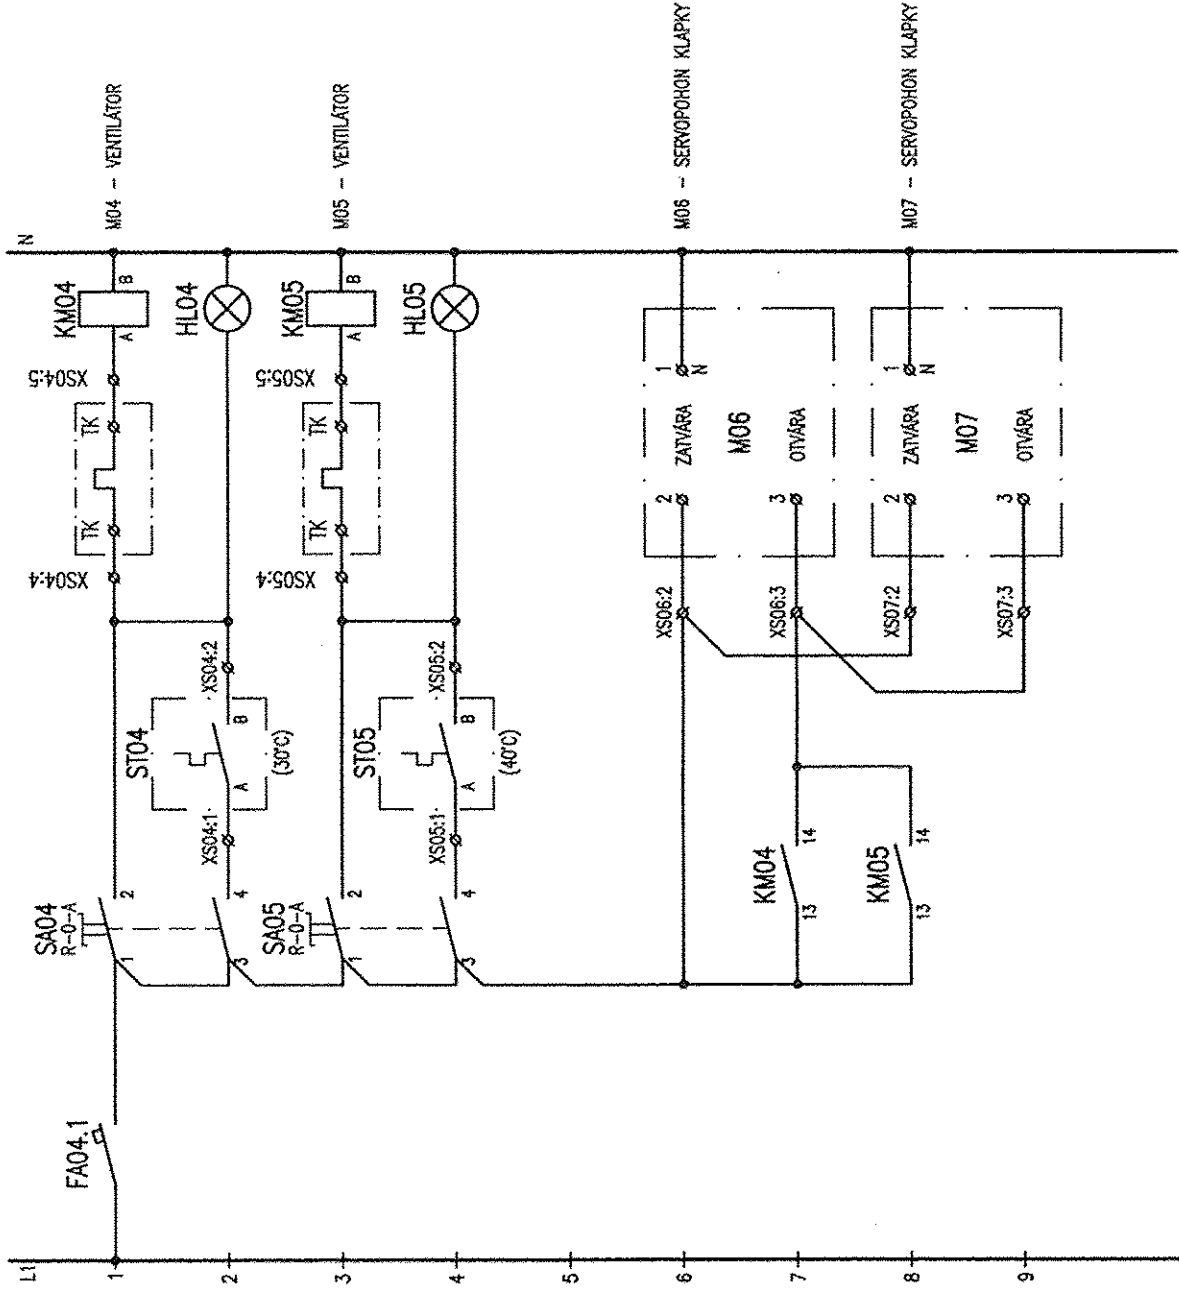 L1
N
1
2
3
4
5
6
7
8
9
FA04.1
SA04
R-0-A
1
2
3
4
XS04:4
TK
TK
XS04:5
KM04
A
B
M04 - VENTILÁTOR
ST04
XS04:1
A
B
(30°C)
XS04:2
HL04
SA05
R-0-A
1
2
3
4
XS05:4
TK
TK
XS05:5
KM05
A
B
M05 - VENTILÁTOR
ST05
XS05:1
A
B
(40°C)
XS05:2
HL05
XS06:2
2
ZATVÁRA
1
N
M06 - SERVOPOHON KLAPKY
M06
KM04
13
14
XS06:3
3
OTVÁRA
KM05
13
14
XS07:2
2
ZATVÁRA
1
N
M07 - SERVOPOHON KLAPKY
M07
XS07:3
3
OTVÁRA